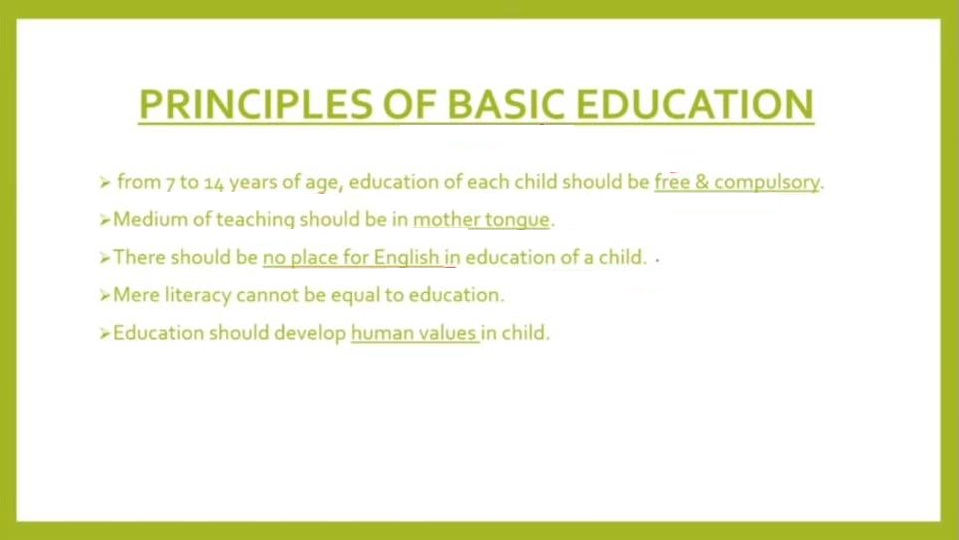 PRINCIPLES OF BASIC EDUCATION
➢ from 7 to 14 years of age, education of each child should be free & compulsory.
➢Medium of teaching should be in mother tongue.
➢There should be no place for English in education of a child.
➢Mere literacy cannot be equal to education.
➢Education should develop human values in child.